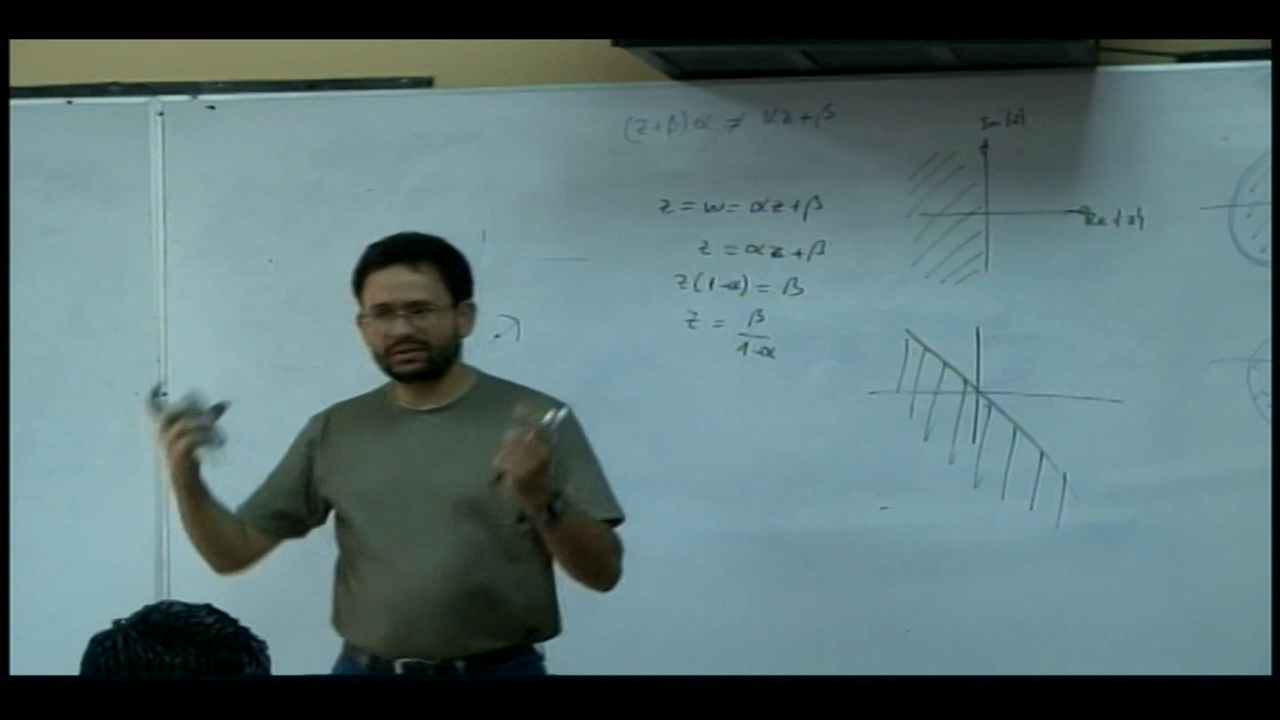 (z+β)α ≠ αz+β
z = w = αz+β
z = αz+β
z(1-α) = β
z = β/1-α
Im{z}
Re{z}